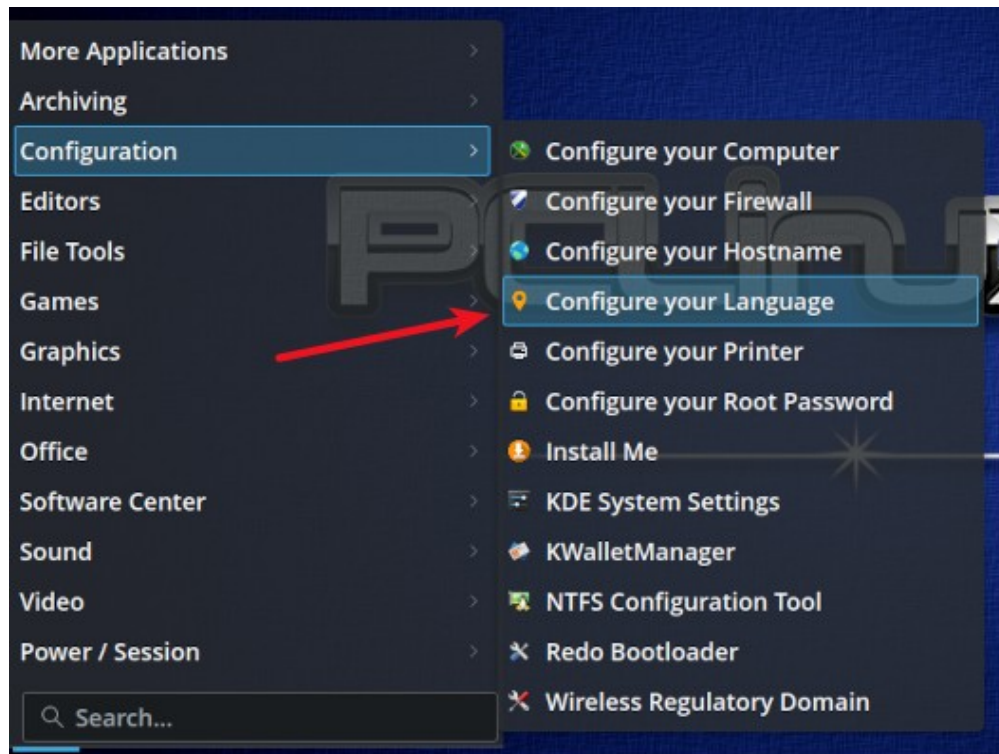 More Applications
Archiving
Configuration
Editors
File Tools
Games
Graphics
Internet
Office
Software Center
Sound
Video
Power / Session
Search...
Configure your Computer
Configure your Firewall
Configure your Hostname
Configure your Language
Configure your Printer
Configure your Root Password
Install Me
KDE System Settings
KWalletManager
NTFS Configuration Tool
Redo Bootloader
Wireless Regulatory Domain
PCLinu